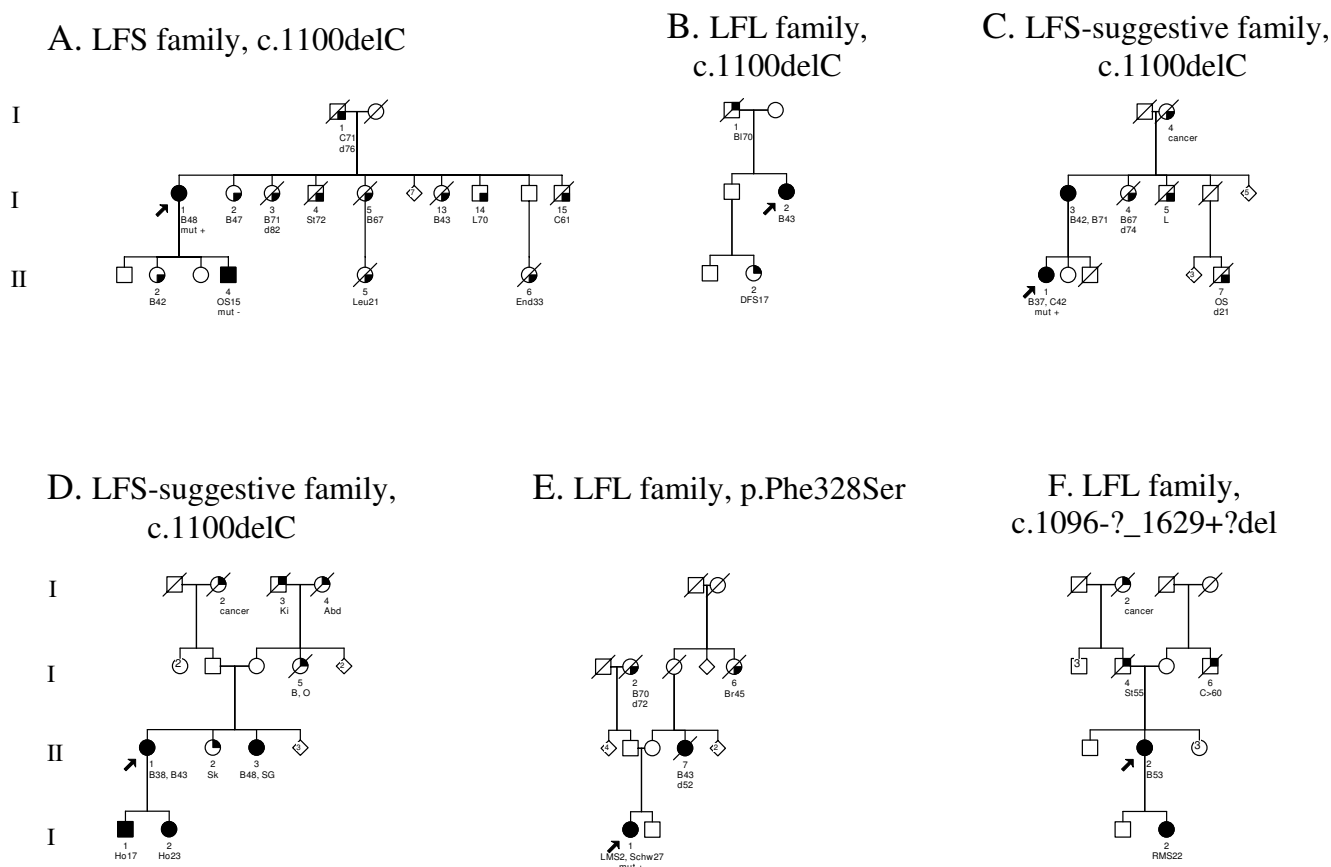 A. LFS family, c.1100delC
B. LFL family,
c.1100delC
C. LFS-suggestive family,
c.1100delC
I
1
C71
d76
1
Bl70
4
cancer
I
1
B48
mut +
2
B47
3
B71
d82
4
St72
5
B67
7
13
B43
14
L70
15
C61
2
B43
3
B42, B71
4
B67
d74
5
L
5
II
2
B42
4
OS15
mut -
5
Leu21
6
End33
2
DFS17
1
B37, C42
mut +
3
7
OS
d21
D. LFS-suggestive family,
c.1100delC
E. LFL family, p.Phe328Ser
F. LFL family,
c.1096-?_1629+?del
I
2
cancer
3
Ki
4
Abd
2
cancer
I
2
5
B, O
2
2
B70
d72
6
Br45
3
4
St55
6
C>60
II
1
B38, B43
2
Sk
3
B48, SG
3
4
7
B43
d52
2
2
B53
3
I
1
Ho17
2
Ho23
1
LMS2, Schw27
mut +
2
RMS22